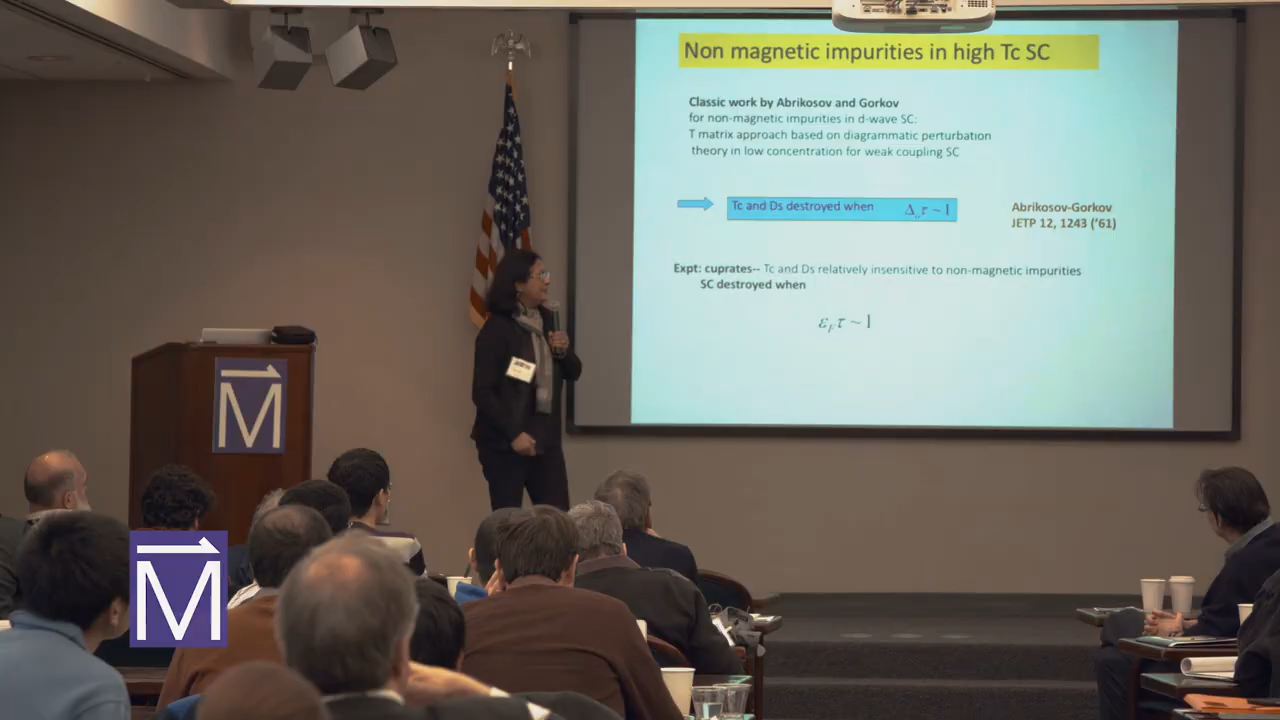 Non magnetic impurities in high Tc SC
Classic work by Abrikosov and Gorkov
for non-magnetic impurities in d-wave SC:
T matrix approach based on diagrammatic perturbation
theory in low concentration for weak coupling SC
Tc and Ds destroyed when Δₒτ ~ 1
Abrikosov-Gorkov
JETP 12, 1243 ('61)
Expt: cuprates-- Tc and Ds relatively insensitive to non-magnetic impurities
SC destroyed when
εFτ ~ 1
M
M